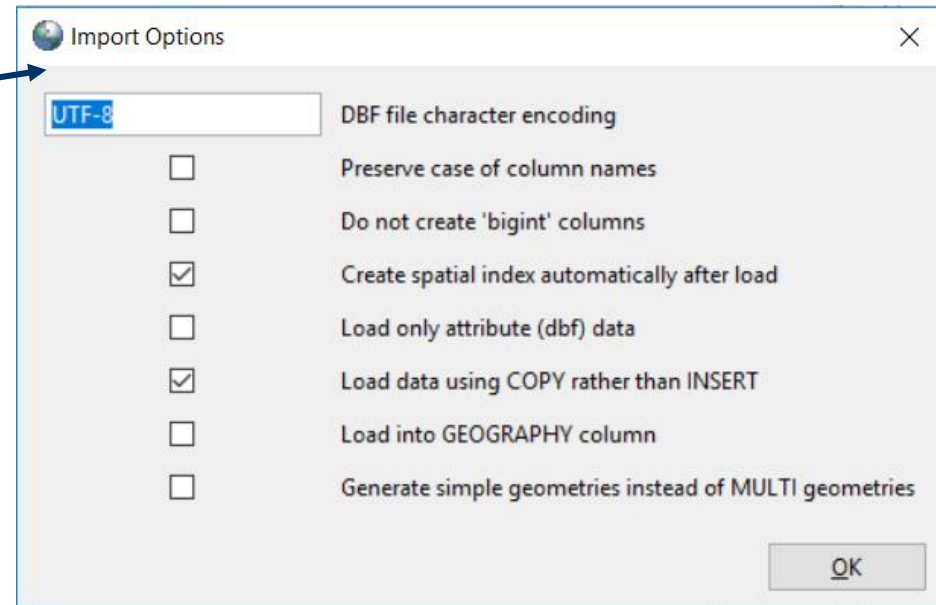 Import Options
UTF-8 DBF file character encoding
Preserve case of column names
Do not create 'bigint' columns
Create spatial index automatically after load
Load only attribute (dbf) data
Load data using COPY rather than INSERT
Load into GEOGRAPHY column
Generate simple geometries instead of MULTI geometries
OK